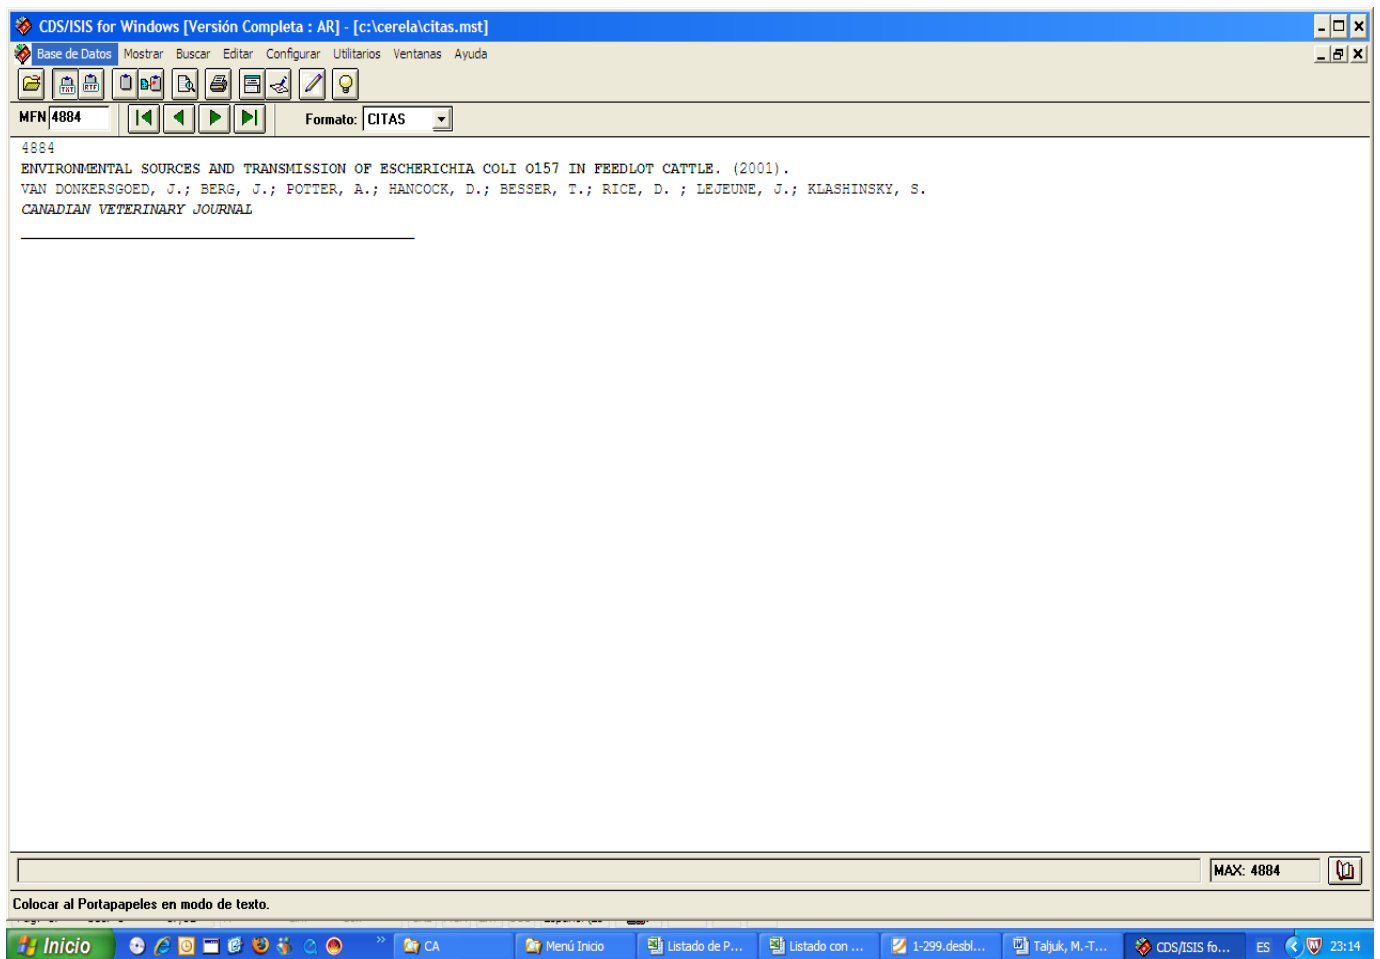 CDS/ISIS for Windows [Versión Completa : AR] - [c:\cerela\citas.mst]
Base de Datos Mostrar Buscar Editar Configurar Utilitarios Ventanas Ayuda
TXT RTF
MFN 4884 Formato: CITAS
4884
ENVIRONMENTAL SOURCES AND TRANSMISSION OF ESCHERICHIA COLI O157 IN FEEDLOT CATTLE. (2001).
VAN DONKERSGOED, J.; BERG, J.; POTTER, A.; HANCOCK, D.; BESSER, T.; RICE, D. ; LEJEUNE, J.; KLASHINSKY, S.
CANADIAN VETERINARY JOURNAL
MAX: 4884
Colocar al Portapapeles en modo de texto.
Inicio » CA Menú Inicio Listado de P... Listado con ... 1-299.desbl... Taljuk, M.-T... CDS/ISIS fo... ES 23:14